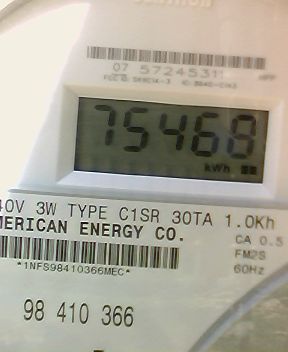 07 57245311
75468
kWh
40V 3W TYPE C1SR 30TA 1.0Kh
MERICAN ENERGY CO.
CA 0.5
FM2S
60Hz
*1NFS98410366MEC*
98 410 366